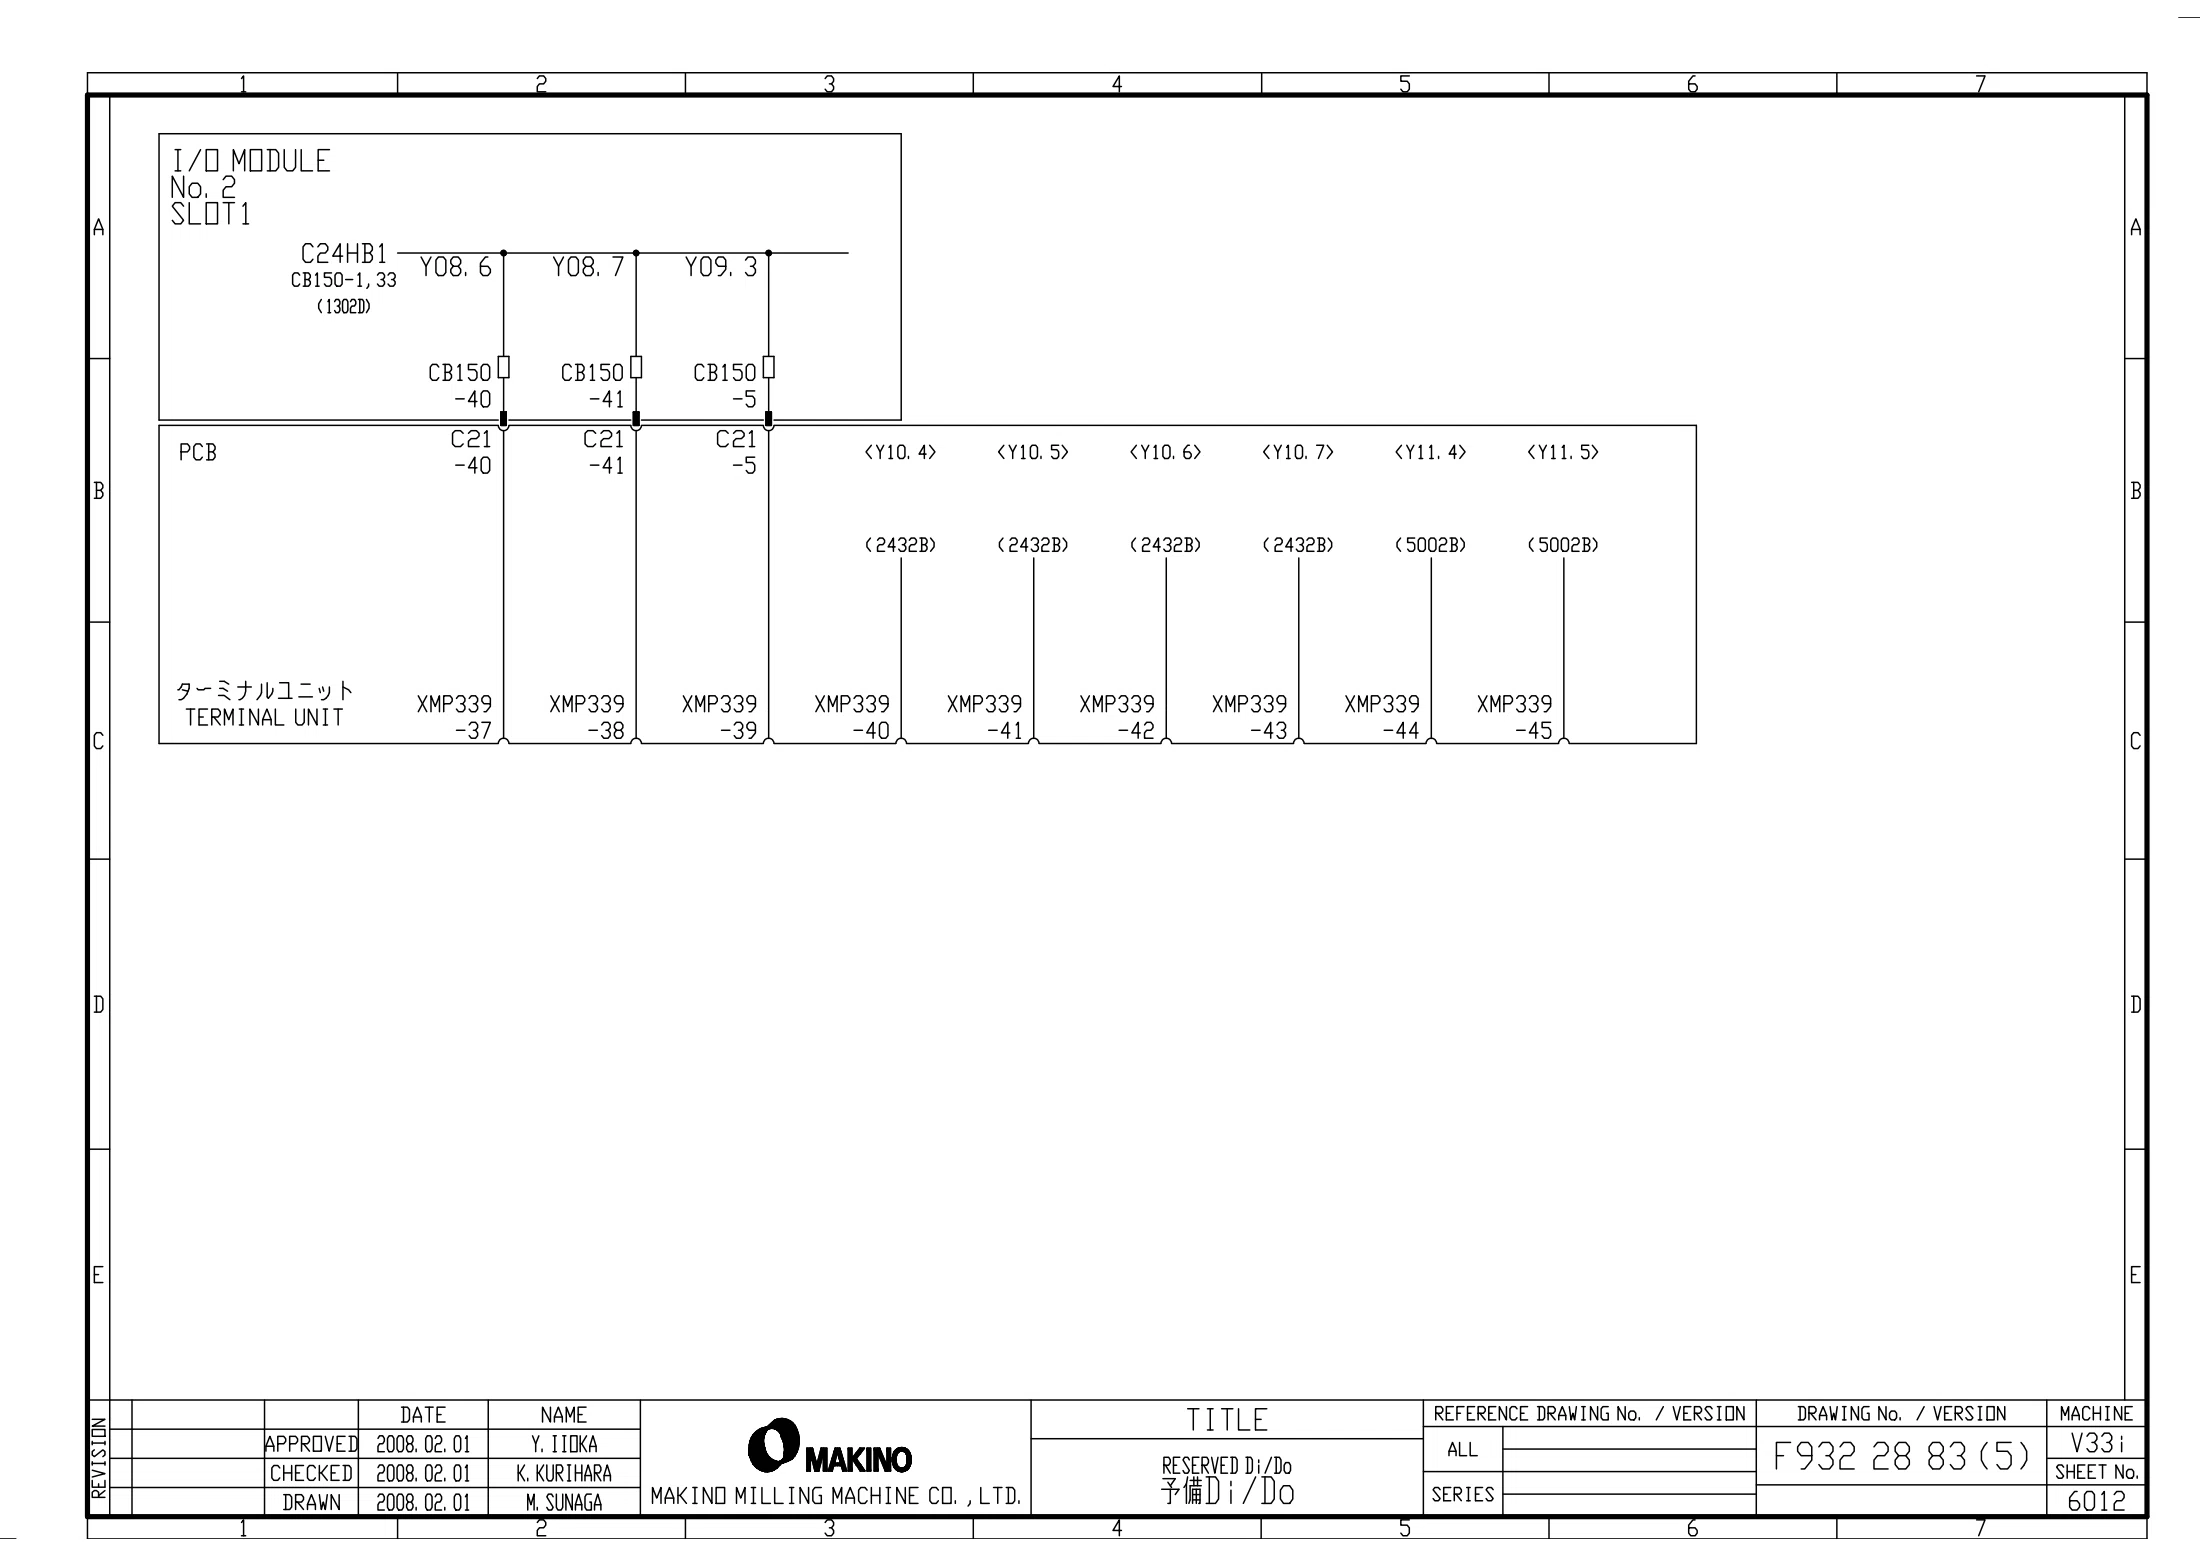 1 2 3 4 5 6 7
A A
B B
C C
D D
E E
I/O MODULE
No. 2
SLOT1
C24HB1
CB150-1, 33
(1302D)
Y08. 6 Y08. 7 Y09. 3
CB150 CB150 CB150
-40 -41 -5
PCB
C21 C21 C21
-40 -41 -5
<Y10. 4> <Y10. 5> <Y10. 6> <Y10. 7> <Y11. 4> <Y11. 5>
(2432B) (2432B) (2432B) (2432B) (5002B) (5002B)
ターミナルユニット
TERMINAL UNIT
XMP339 XMP339 XMP339 XMP339 XMP339 XMP339 XMP339 XMP339 XMP339
-37 -38 -39 -40 -41 -42 -43 -44 -45
REVISION
DATE NAME
APPROVED 2008. 02. 01 Y. IIOKA
CHECKED 2008. 02. 01 K. KURIHARA
DRAWN 2008. 02. 01 M. SUNAGA
MAKINO
MAKINO MILLING MACHINE CO. , LTD.
TITLE
RESERVED Di/Do
予備Di/Do
REFERENCE DRAWING No. / VERSION
ALL
SERIES
DRAWING No. / VERSION
F932 28 83 (5)
MACHINE
V33i
SHEET No.
6012
1 2 3 4 5 6 7